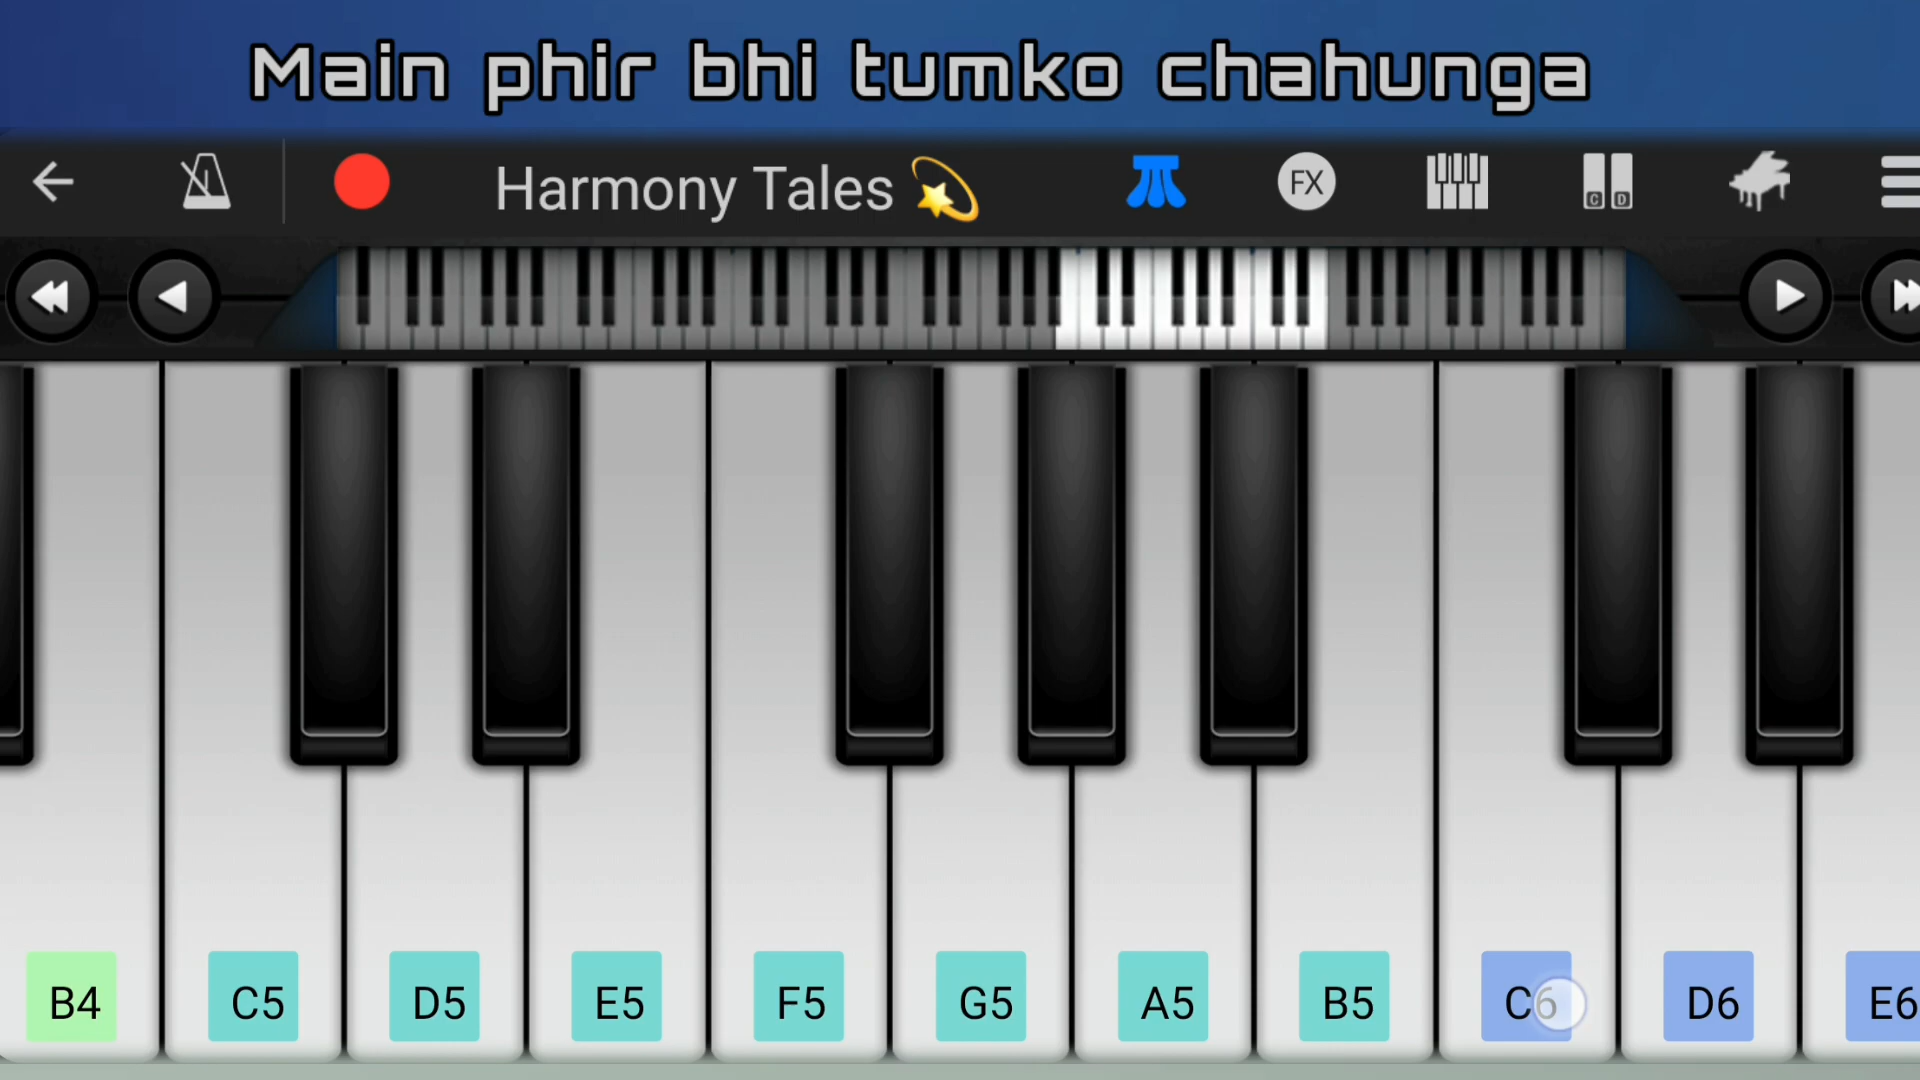 Main phir bhi tumko chahunga
Harmony Tales 💫
FX
C D
B4 C5 D5 E5 F5 G5 A5 B5 C6 D6 E6